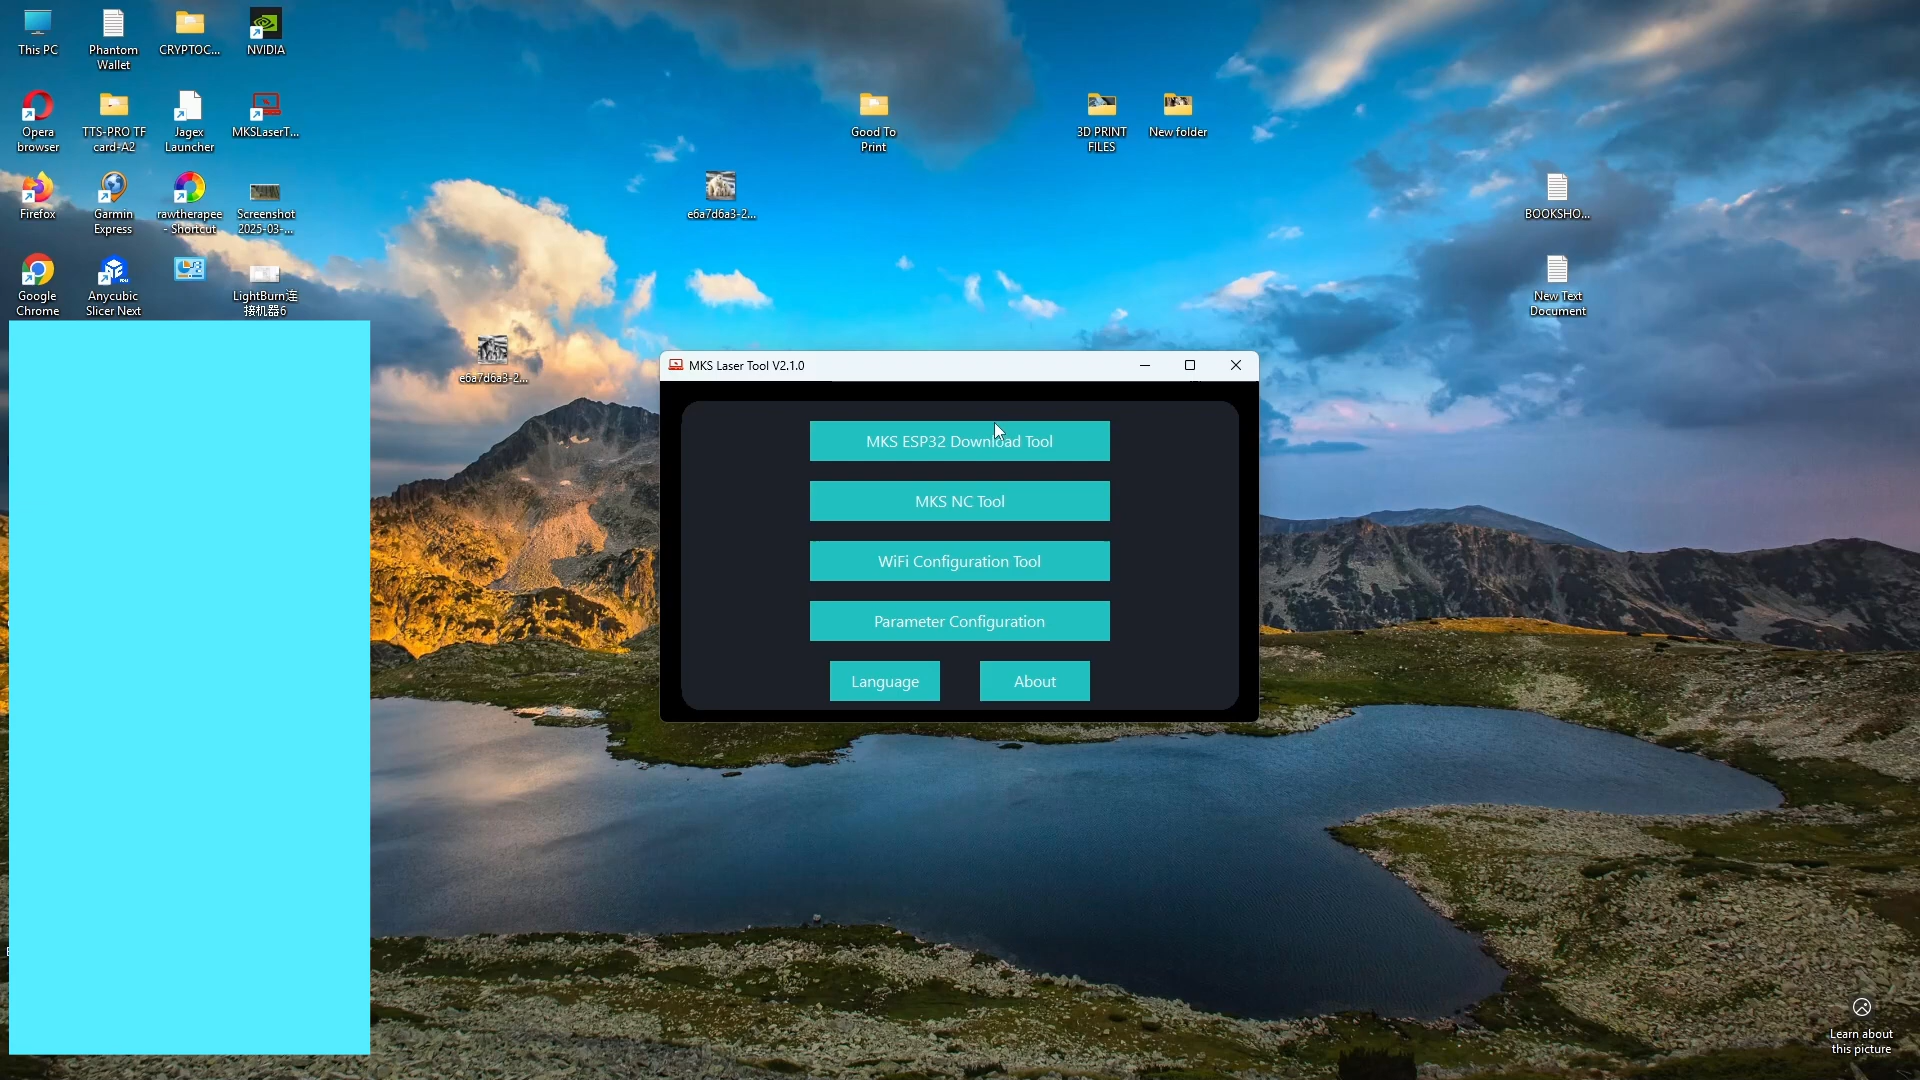 This PC
Phantom
Wallet
CRYPTOC...
NVIDIA
Opera
browser
TTS-PRO TF
card-A2
Jagex
Launcher
MKSLaserT...
Good To
Print
3D PRINT
FILES
New folder
Firefox
Garmin
Express
rawtherapee
- Shortcut
Screenshot
2025-03-...
e6a7d6a3-2...
BOOKSHO...
Google
Chrome
Anycubic
Slicer Next
LightBurn连
接机器6
New Text
Document
e6a7d6a3-2...
MKS Laser Tool V2.1.0
MKS ESP32 Download Tool
MKS NC Tool
WiFi Configuration Tool
Parameter Configuration
Language
About
Learn about
this picture